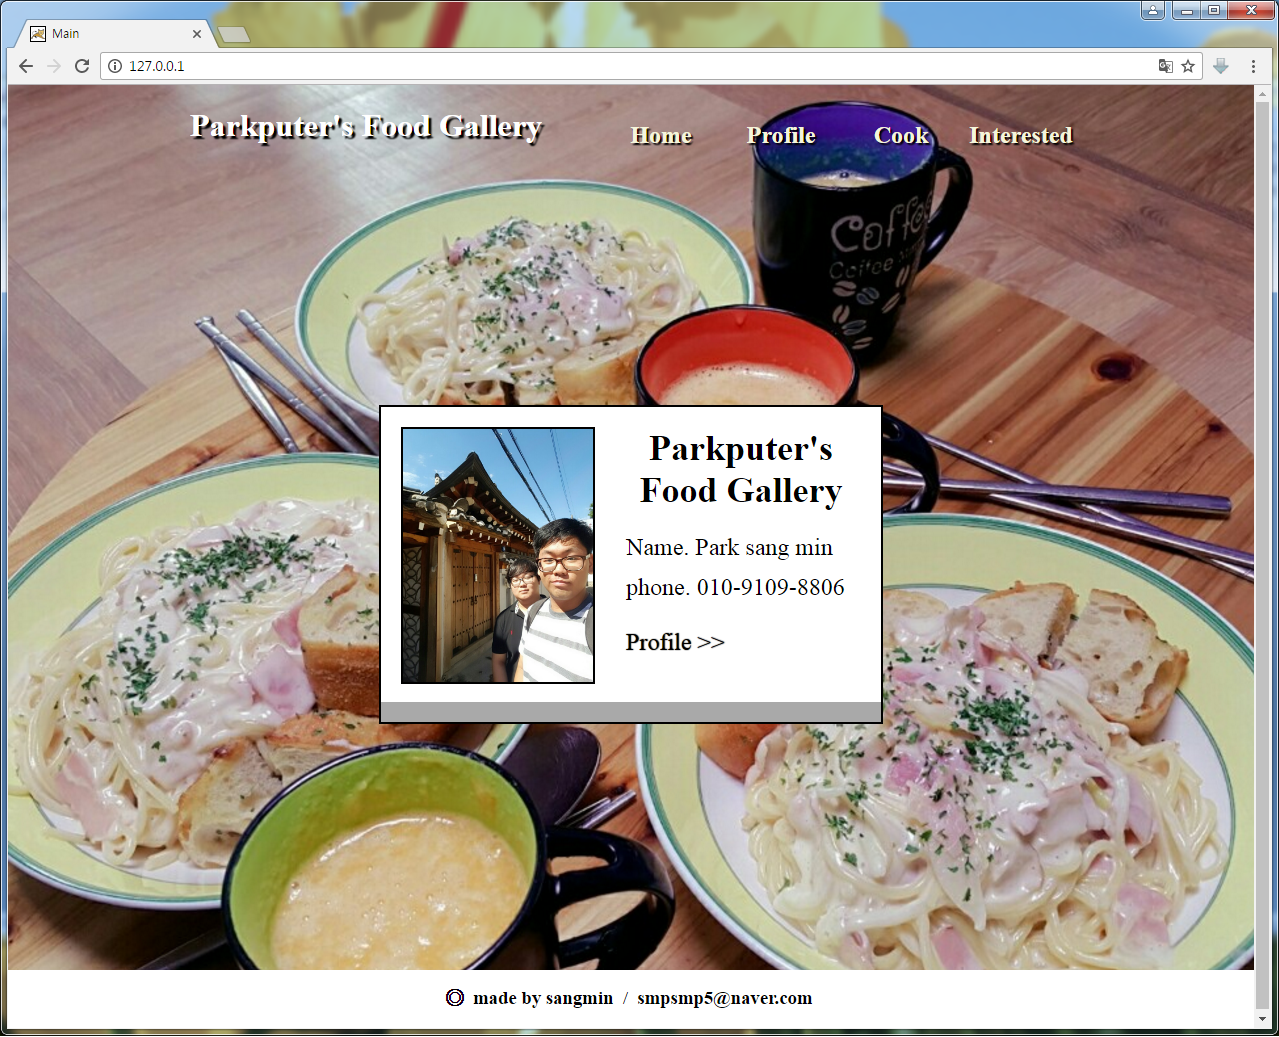 Main
127.0.0.1
Parkputer's Food Gallery
Home Profile Cook Interested
Coffee
Parkputer's
Food Gallery
Name. Park sang min
phone. 010-9109-8806
Profile >>
made by sangmin / smpsmp5@naver.com